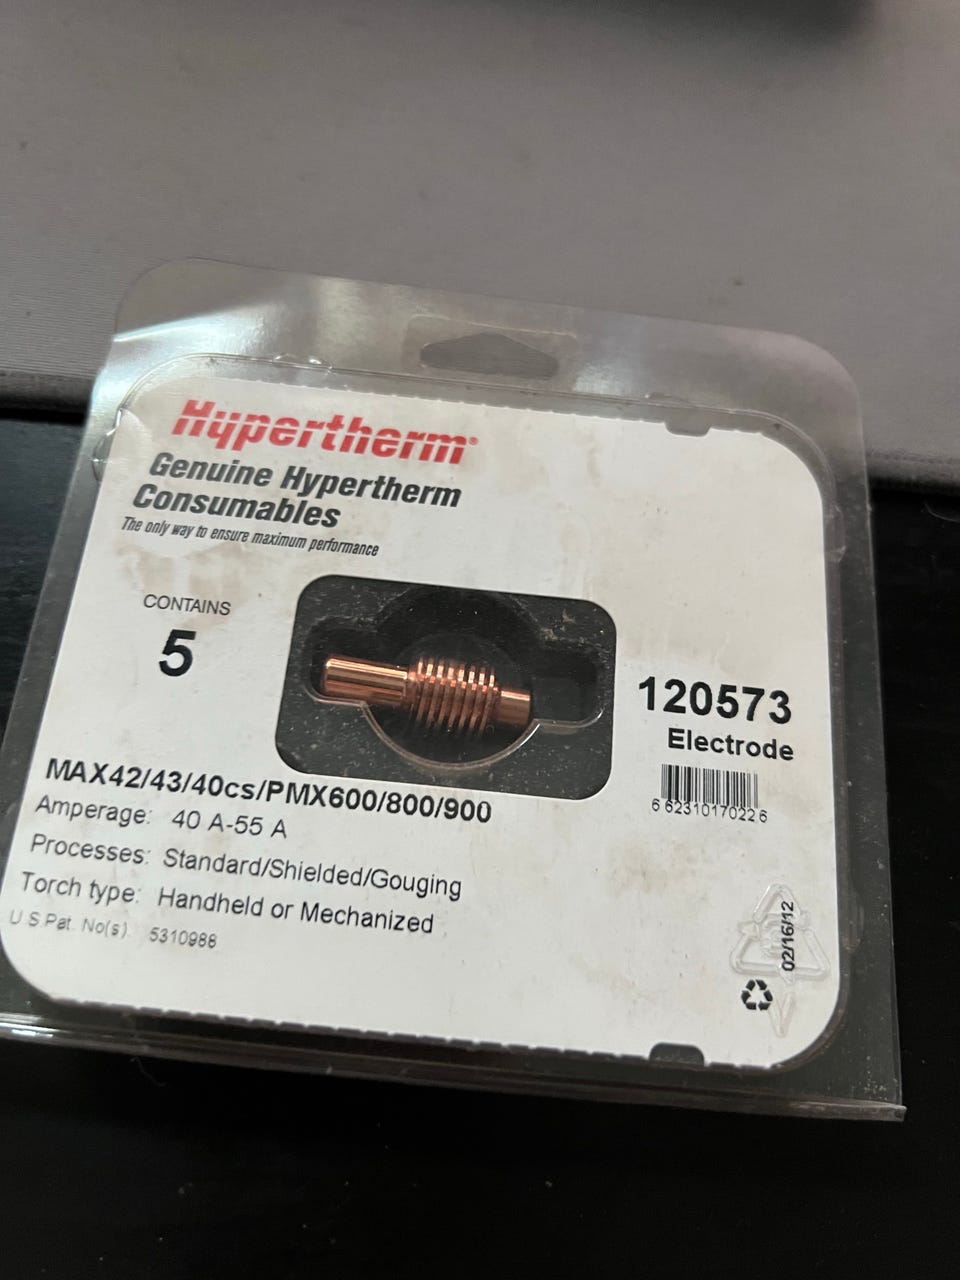 Hypertherm®
Genuine Hypertherm
Consumables
The only way to ensure maximum performance
CONTAINS
5
120573
Electrode
6 62310170226
MAX42/43/40cs/PMX600/800/900
Amperage: 40 A-55 A
Processes: Standard/Shielded/Gouging
Torch type: Handheld or Mechanized
U.S.Pat. No(s). 5310988
02/16/12